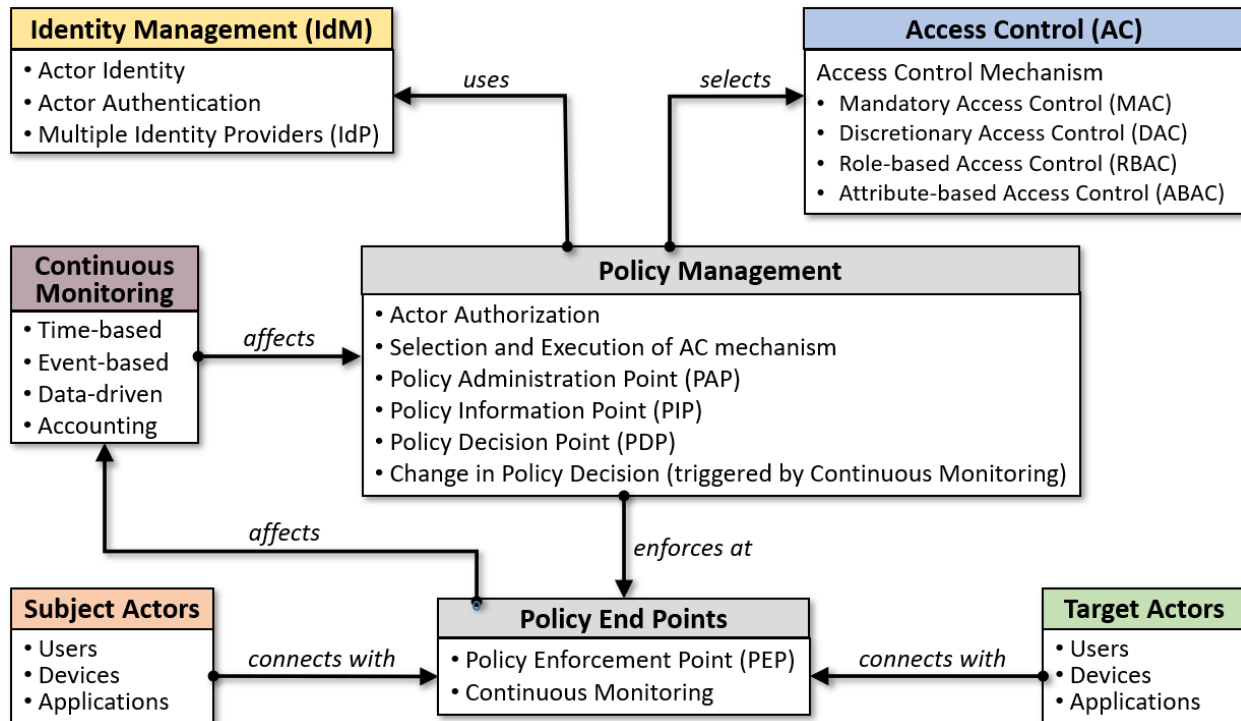 Identity Management (IdM)
• Actor Identity
• Actor Authentication
• Multiple Identity Providers (IdP)
uses
selects
Access Control (AC)
Access Control Mechanism
• Mandatory Access Control (MAC)
• Discretionary Access Control (DAC)
• Role-based Access Control (RBAC)
• Attribute-based Access Control (ABAC)
Continuous
Monitoring
• Time-based
• Event-based
• Data-driven
• Accounting
affects
Policy Management
• Actor Authorization
• Selection and Execution of AC mechanism
• Policy Administration Point (PAP)
• Policy Information Point (PIP)
• Policy Decision Point (PDP)
• Change in Policy Decision (triggered by Continuous Monitoring)
affects
enforces at
Subject Actors
• Users
• Devices
• Applications
connects with
Policy End Points
• Policy Enforcement Point (PEP)
• Continuous Monitoring
connects with
Target Actors
• Users
• Devices
• Applications